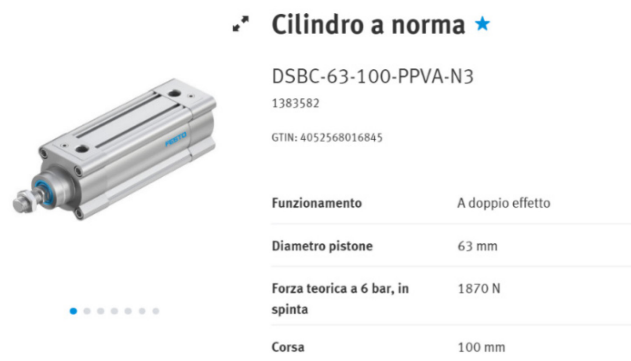 Cilindro a norma
DSBC-63-100-PPVA-N3
1383582
GTIN: 4052568016845
FESTO
Funzionamento A doppio effetto
Diametro pistone 63 mm
Forza teorica a 6 bar, in 1870 N
spinta
Corsa 100 mm